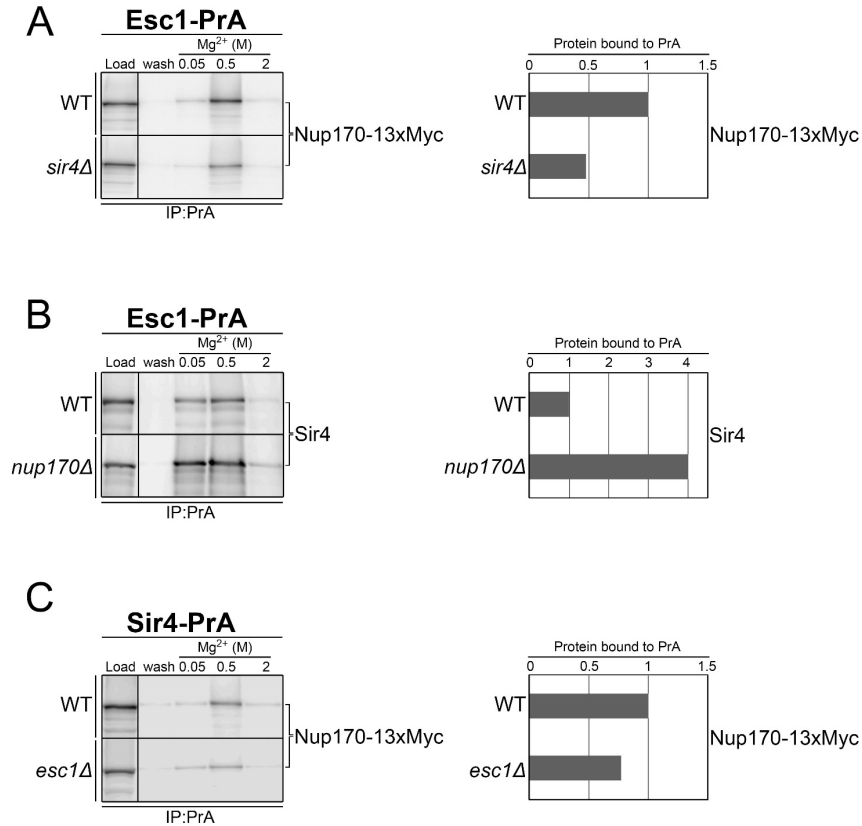 A
Esc1-PrA
Mg²⁺ (M)
Load wash 0.05 0.5 2
WT
sir4Δ
Nup170-13xMyc
IP:PrA
Protein bound to PrA
0 0.5 1 1.5
WT
sir4Δ
Nup170-13xMyc
B
Esc1-PrA
Mg²⁺ (M)
Load wash 0.05 0.5 2
WT
nup170Δ
Sir4
IP:PrA
Protein bound to PrA
0 1 2 3 4
WT
nup170Δ
Sir4
C
Sir4-PrA
Mg²⁺ (M)
Load wash 0.05 0.5 2
WT
esc1Δ
Nup170-13xMyc
IP:PrA
Protein bound to PrA
0 0.5 1 1.5
WT
esc1Δ
Nup170-13xMyc